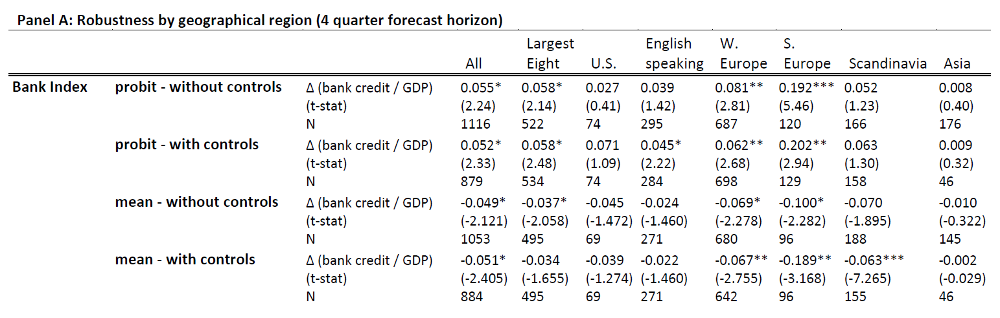 Panel A: Robustness by geographical region (4 quarter forecast horizon)
Largest English W. S.
All Eight U.S. speaking Europe Europe Scandinavia Asia
Bank Index probit - without controls Δ (bank credit / GDP) 0.055* 0.058* 0.027 0.039 0.081** 0.192*** 0.052 0.008
(t-stat) (2.24) (2.14) (0.41) (1.42) (2.81) (5.46) (1.23) (0.40)
N 1116 522 74 295 687 120 166 176
probit - with controls Δ (bank credit / GDP) 0.052* 0.058* 0.071 0.045* 0.062** 0.202** 0.063 0.009
(t-stat) (2.33) (2.48) (1.09) (2.22) (2.68) (2.94) (1.30) (0.32)
N 879 534 74 284 698 129 158 46
mean - without controls Δ (bank credit / GDP) -0.049* -0.037* -0.045 -0.024 -0.069* -0.100* -0.070 -0.010
(t-stat) (-2.121) (-2.058) (-1.472) (-1.460) (-2.278) (-2.282) (-1.895) (-0.322)
N 1053 495 69 271 680 96 188 145
mean - with controls Δ (bank credit / GDP) -0.051* -0.034 -0.039 -0.022 -0.067** -0.189** -0.063*** -0.002
(t-stat) (-2.405) (-1.655) (-1.274) (-1.460) (-2.755) (-3.168) (-7.265) (-0.029)
N 884 495 69 271 642 96 155 46